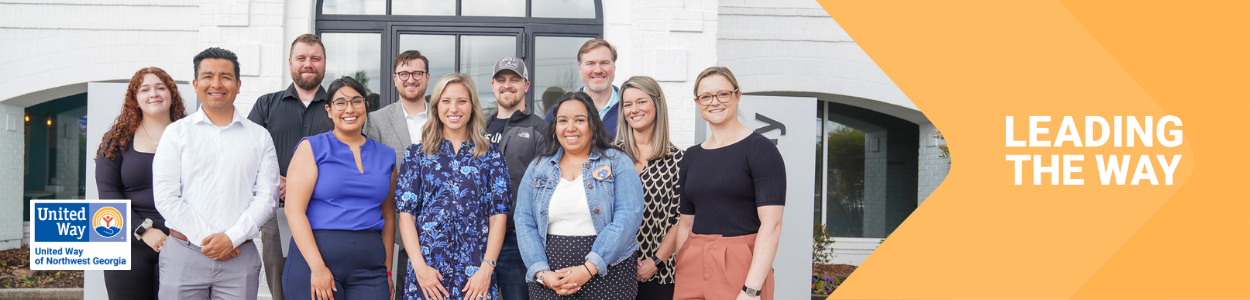 United
Way
United Way
of Northwest Georgia
LEADING
THE WAY